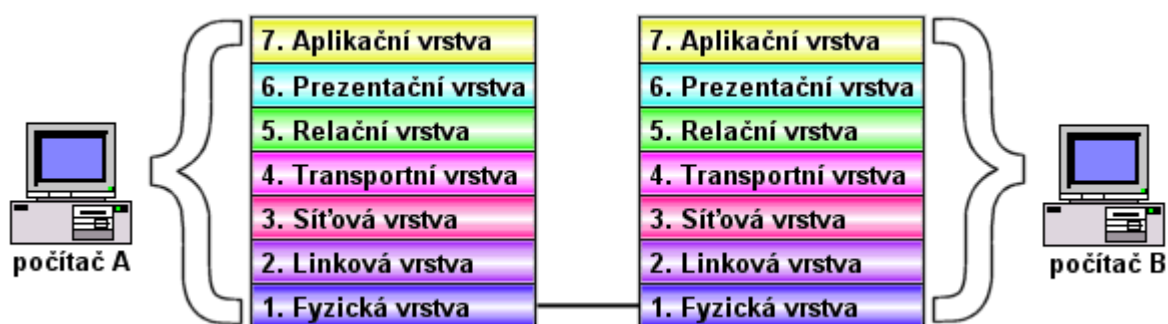 7. Aplikační vrstva
6. Prezentační vrstva
5. Relační vrstva
4. Transportní vrstva
3. Síťová vrstva
2. Linková vrstva
1. Fyzická vrstva
počítač A
7. Aplikační vrstva
6. Prezentační vrstva
5. Relační vrstva
4. Transportní vrstva
3. Síťová vrstva
2. Linková vrstva
1. Fyzická vrstva
počítač B